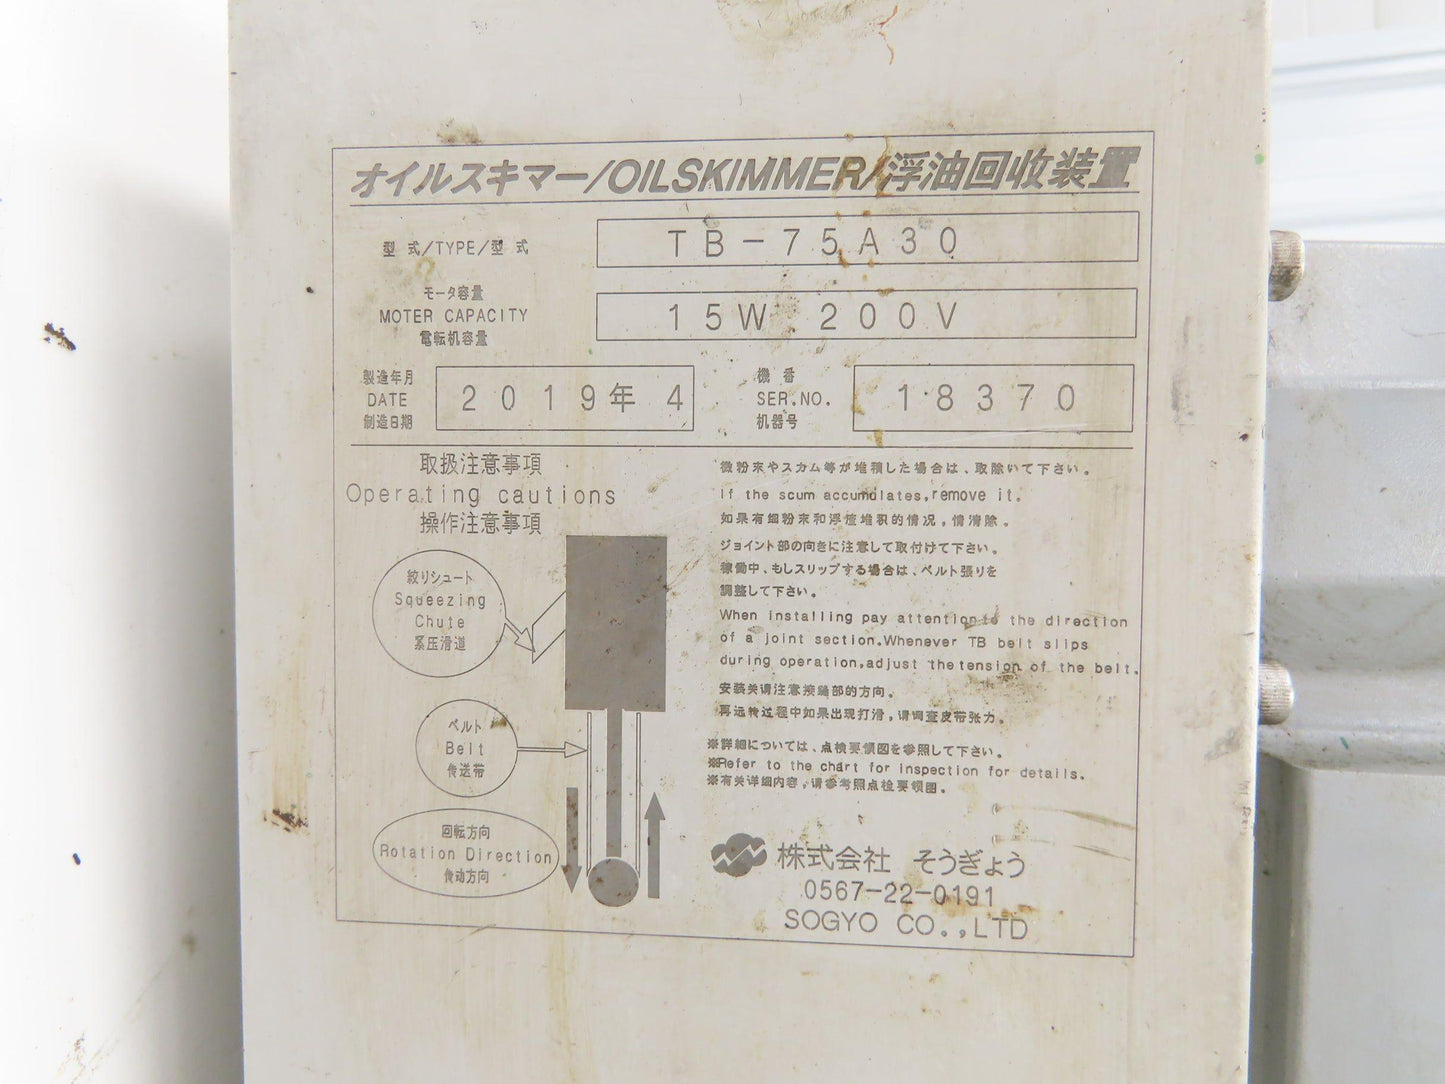 オイルスキマー/OILSKIMMER/浮油回收装置
型 式/TYPE/型 式
TB-75A30
モータ容量
MOTER CAPACITY
電転机容量
15W 200V
製造年月
DATE
制造日期
2019年 4
機 番
SER.NO.
机器号
18370
取扱注意事項
Operating cautions
操作注意事項
絞りシュート
Squeezing
Chute
紧压滑道
ベルト
Belt
传送带
回転方向
Rotation Direction
传动方向
微粉末やスカム等が堆積した場合は、取除いて下さい。
If the scum accumulates,remove it.
如果有细粉末和浮渣堆积的情况，情清除。
ジョイント部の向きに注意して取付けて下さい。
稼働中、もしスリップする場合は、ベルト張りを
調整して下さい。
When installing pay attention to the direction
of a joint section.Whenever TB belt slips
during operation,adjust the tension of the belt.
安装关请注意接缝部的方向。
再运转过程中如果出现打滑，请调查皮带张力。
※詳細については、点検要領図を参照して下さい。
※Refer to the chart for inspection for details.
※有关详细内容，请参考照点检要领图。
株式会社 そうぎょう
0567-22-0191
SOGYO CO.,LTD